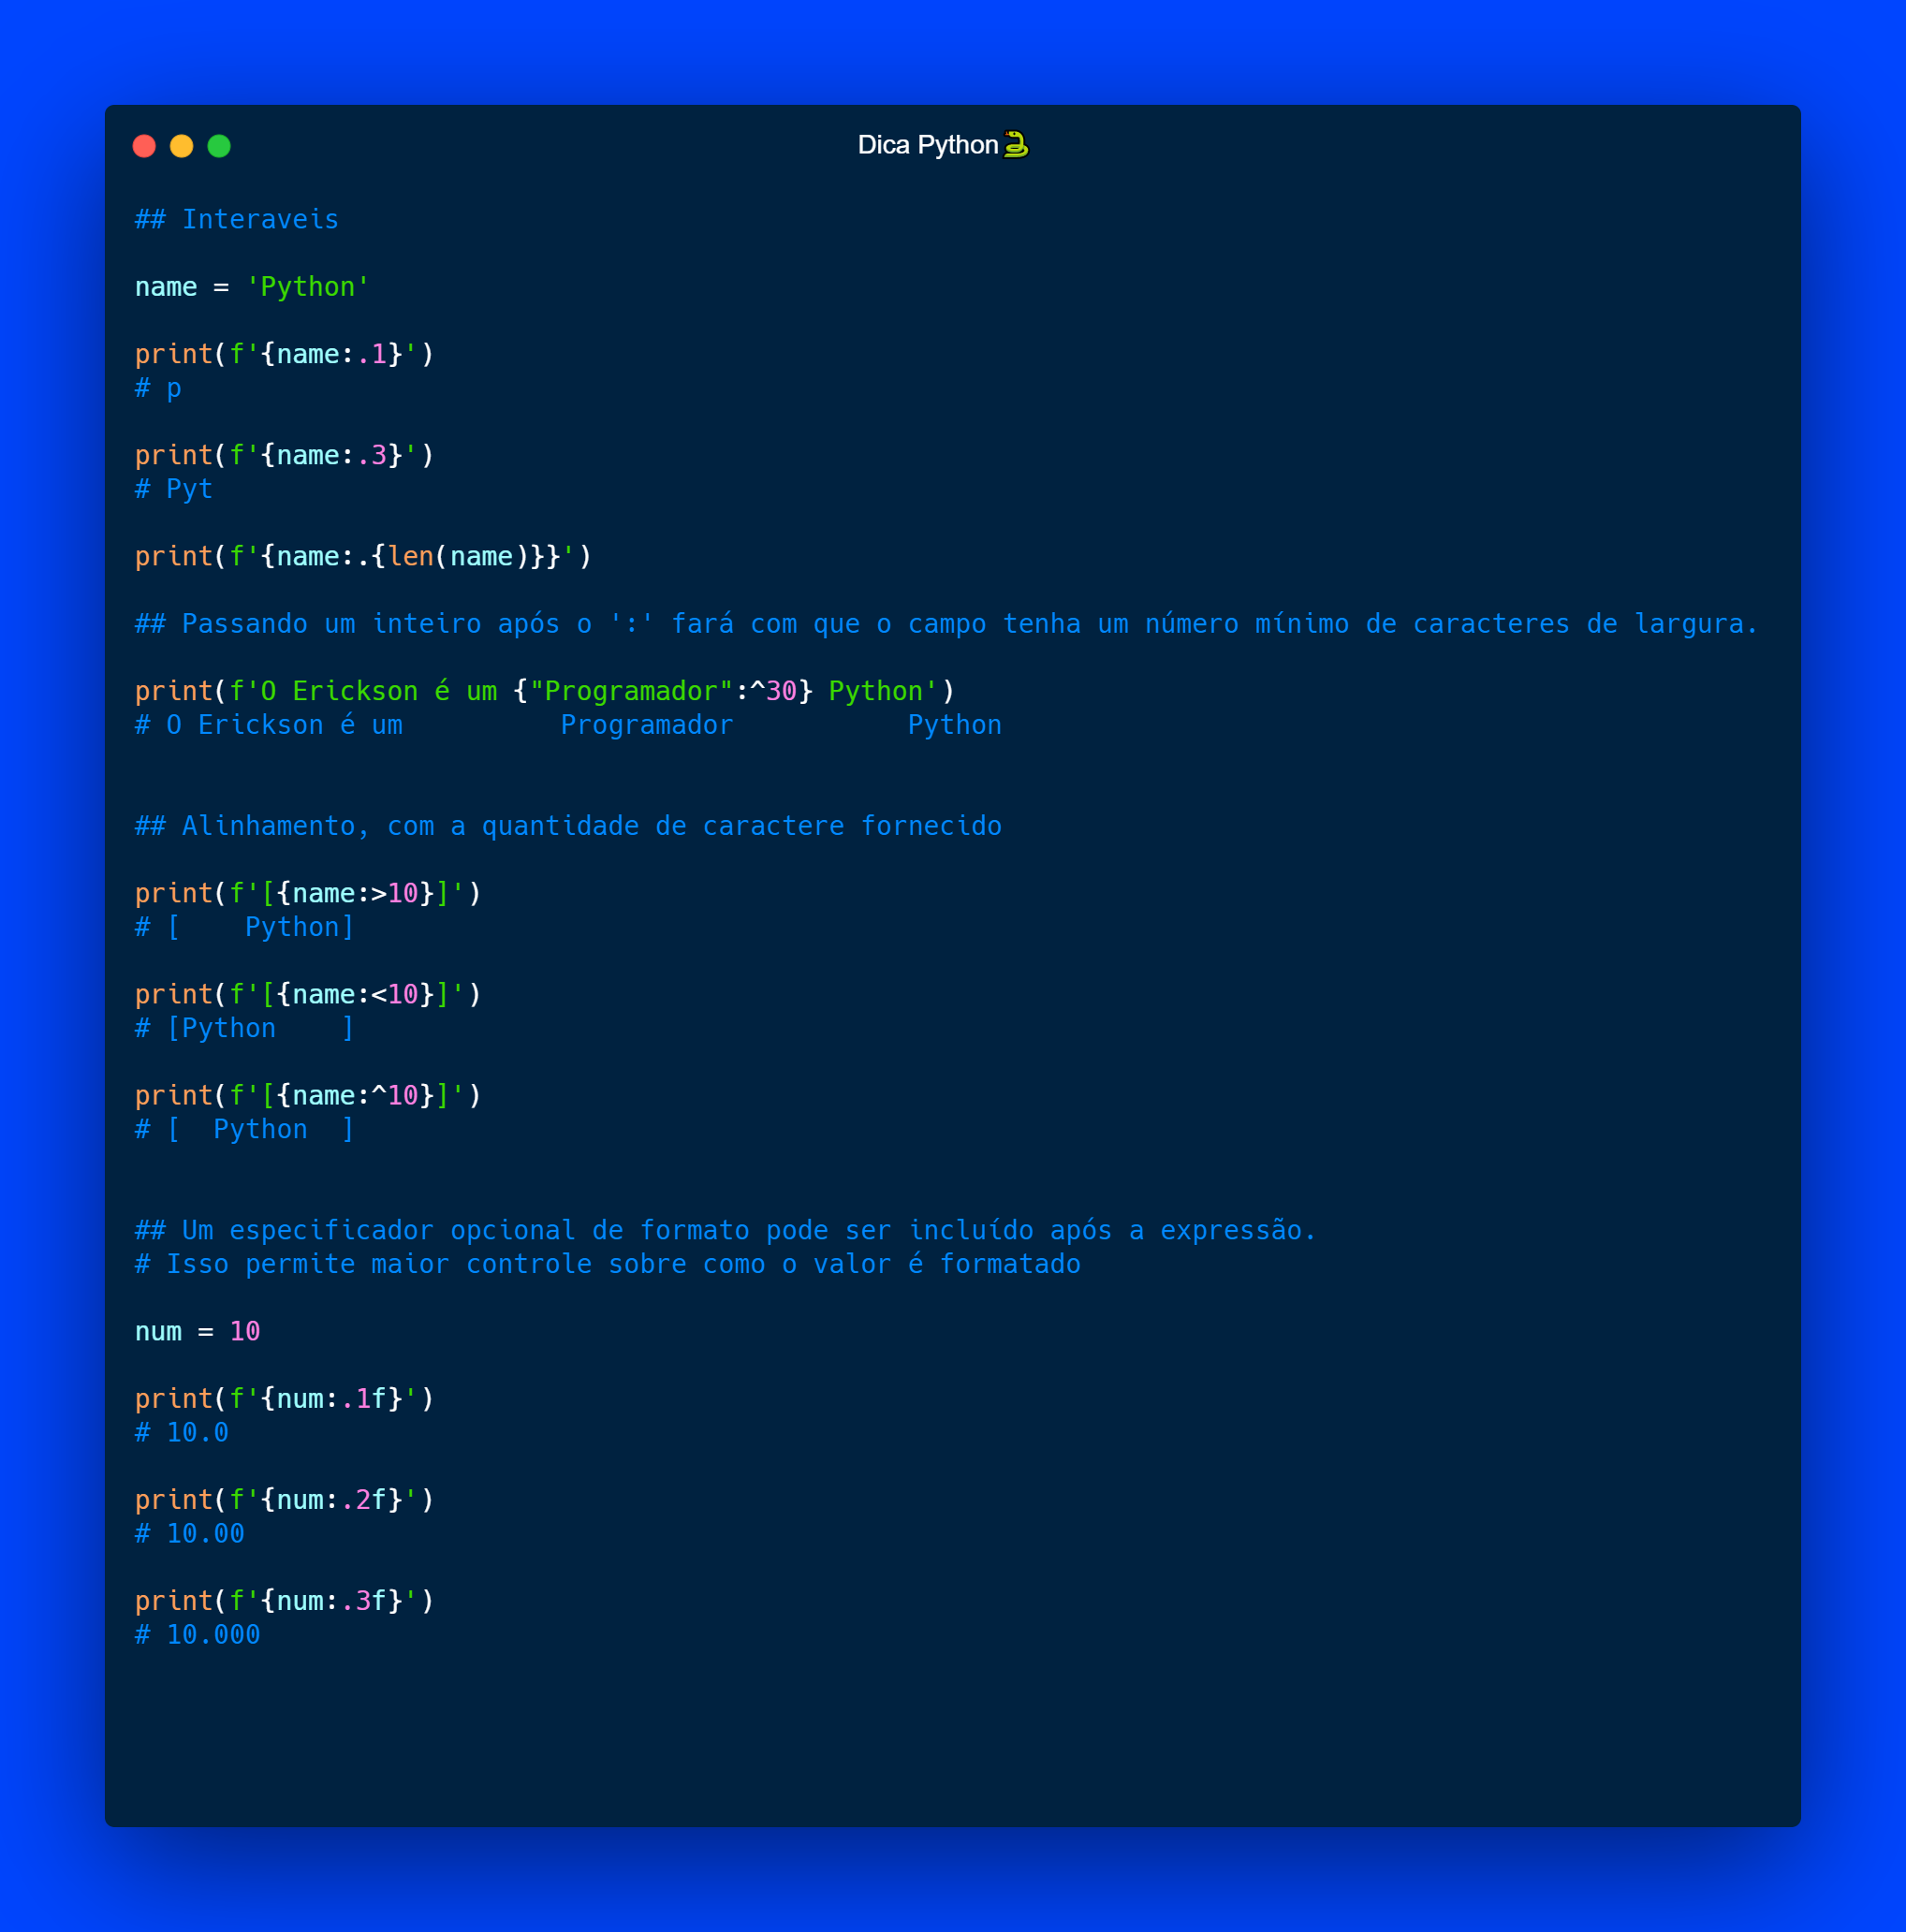 Dica Python🐍
## Interaveis
name = 'Python'
print(f'{name:.1}')
# p
print(f'{name:.3}')
# Pyt
print(f'{name:.{len(name)}}')
## Passando um inteiro após o ':' fará com que o campo tenha um número mínimo de caracteres de largura.
print(f'O Erickson é um {"Programador":^30} Python')
# O Erickson é um          Programador           Python
## Alinhamento, com a quantidade de caractere fornecido
print(f'[{name:>10}]')
# [    Python]
print(f'[{name:<10}]')
# [Python    ]
print(f'[{name:^10}]')
# [  Python  ]
## Um especificador opcional de formato pode ser incluído após a expressão.
# Isso permite maior controle sobre como o valor é formatado
num = 10
print(f'{num:.1f}')
# 10.0
print(f'{num:.2f}')
# 10.00
print(f'{num:.3f}')
# 10.000